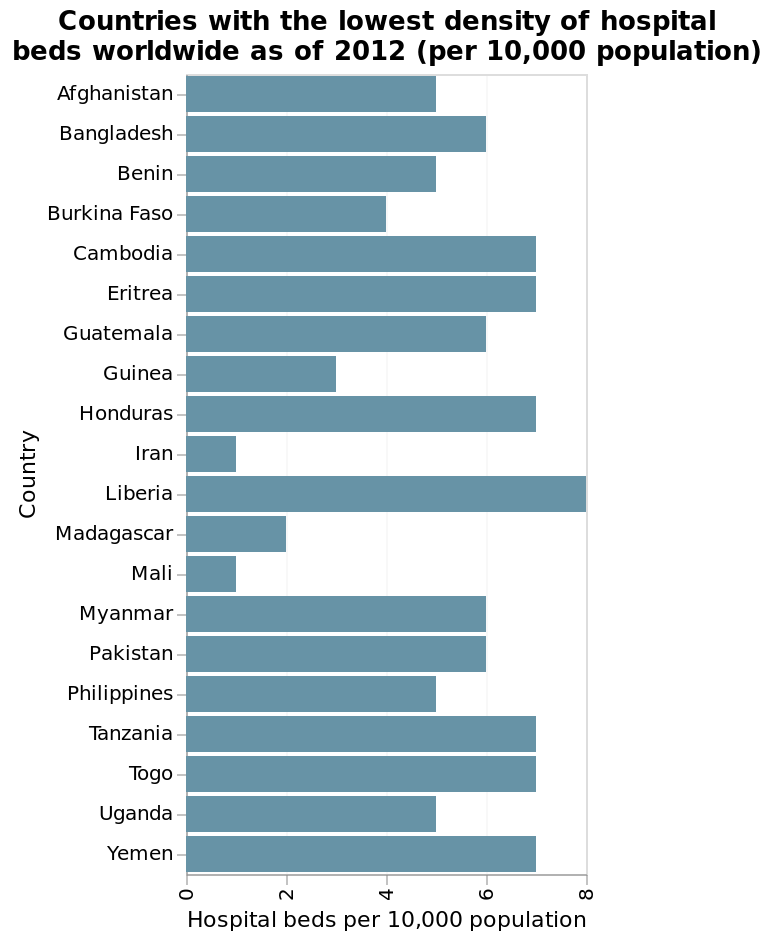 Countries with the lowest density of hospital
beds worldwide as of 2012 (per 10,000 population)
Country
Afghanistan
Bangladesh
Benin
Burkina Faso
Cambodia
Eritrea
Guatemala
Guinea
Honduras
Iran
Liberia
Madagascar
Mali
Myanmar
Pakistan
Philippines
Tanzania
Togo
Uganda
Yemen
0 2 4 6 8
Hospital beds per 10,000 population